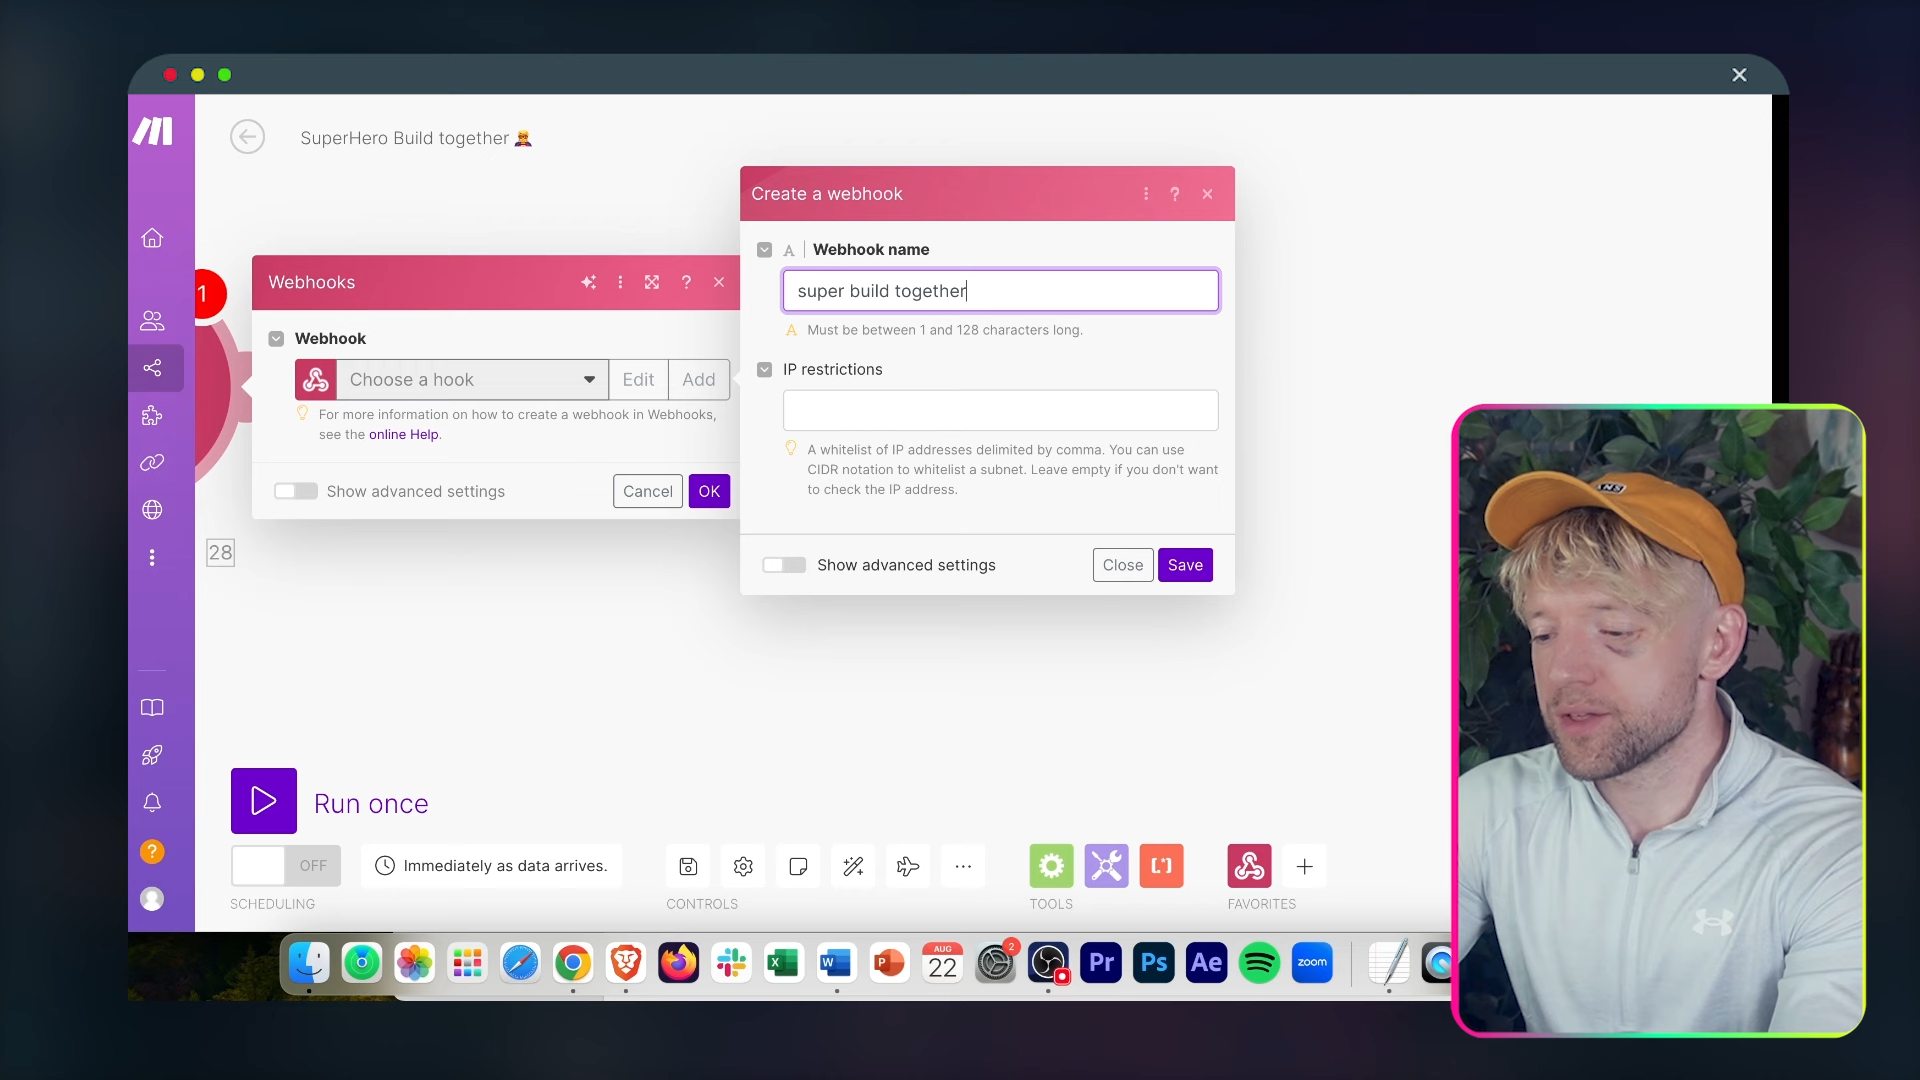 SuperHero Build together
Create a webhook
Webhook name
super build together
Must be between 1 and 128 characters long.
IP restrictions
A whitelist of IP addresses delimited by comma. You can use
CIDR notation to whitelist a subnet. Leave empty if you don't want
to check the IP address.
Show advanced settings
Close
Save
1
Webhooks
Webhook
Choose a hook
Edit
Add
For more information on how to create a webhook in Webhooks,
see the online Help.
Show advanced settings
Cancel
OK
28
Run once
OFF
Immediately as data arrives.
SCHEDULING
CONTROLS
TOOLS
FAVORITES
AUG
22
2
Pr
Ps
Ae
zoom